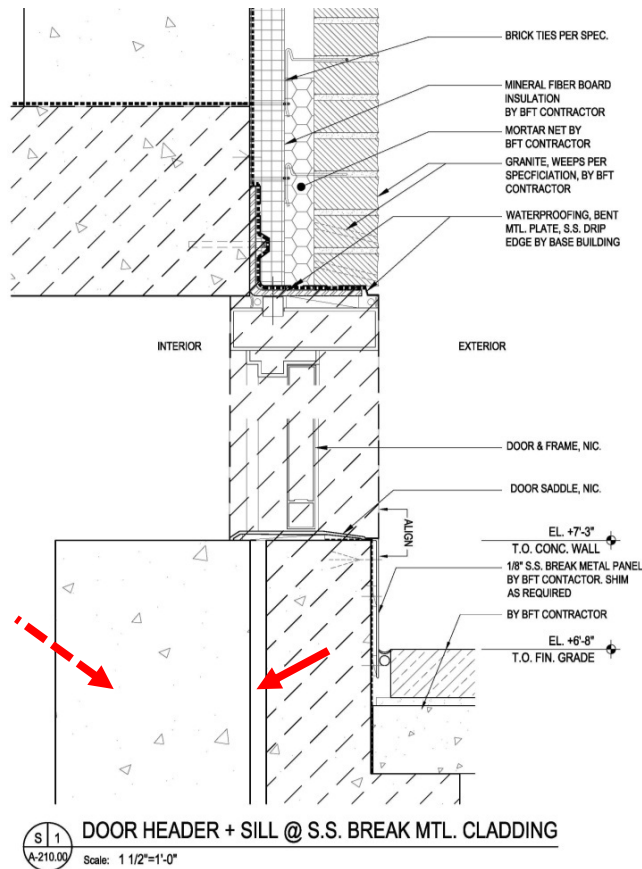 BRICK TIES PER SPEC.
MINERAL FIBER BOARD
INSULATION
BY BFT CONTRACTOR
MORTAR NET BY
BFT CONTRACTOR
GRANITE, WEEPS PER
SPECFICIATION, BY BFT
CONTRACTOR
WATERPROOFING, BENT
MTL. PLATE, S.S. DRIP
EDGE BY BASE BUILDING
INTERIOR
EXTERIOR
DOOR & FRAME, NIC.
DOOR SADDLE, NIC.
ALIGN
EL. +7'-3"
T.O. CONC. WALL
1/8" S.S. BREAK METAL PANEL
BY BFT CONTACTOR. SHIM
AS REQUIRED
BY BFT CONTRACTOR
EL. +6'-8"
T.O. FIN. GRADE
S 1
A-210.00
DOOR HEADER + SILL @ S.S. BREAK MTL. CLADDING
Scale: 1 1/2"=1'-0"